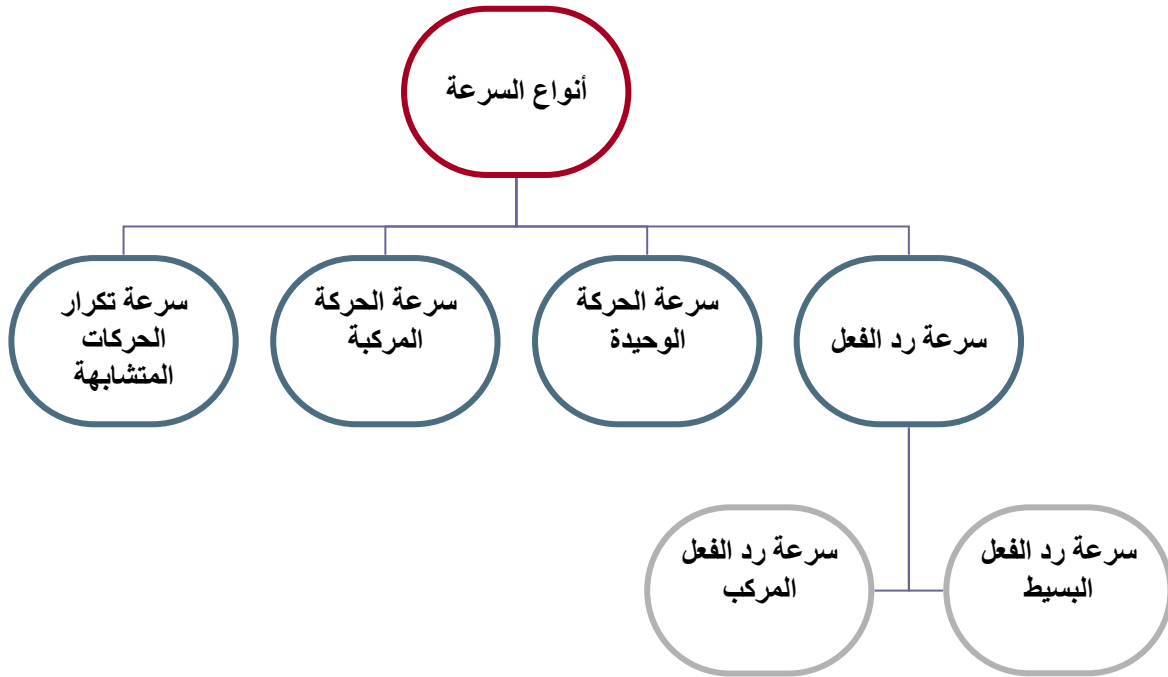 أنواع السرعة
سرعة رد الفعل
سرعة الحركة
الوحيدة
سرعة الحركة
المركبة
سرعة تكرار
الحركات
المتشابهة
سرعة رد الفعل
البسيط
سرعة رد الفعل
المركب